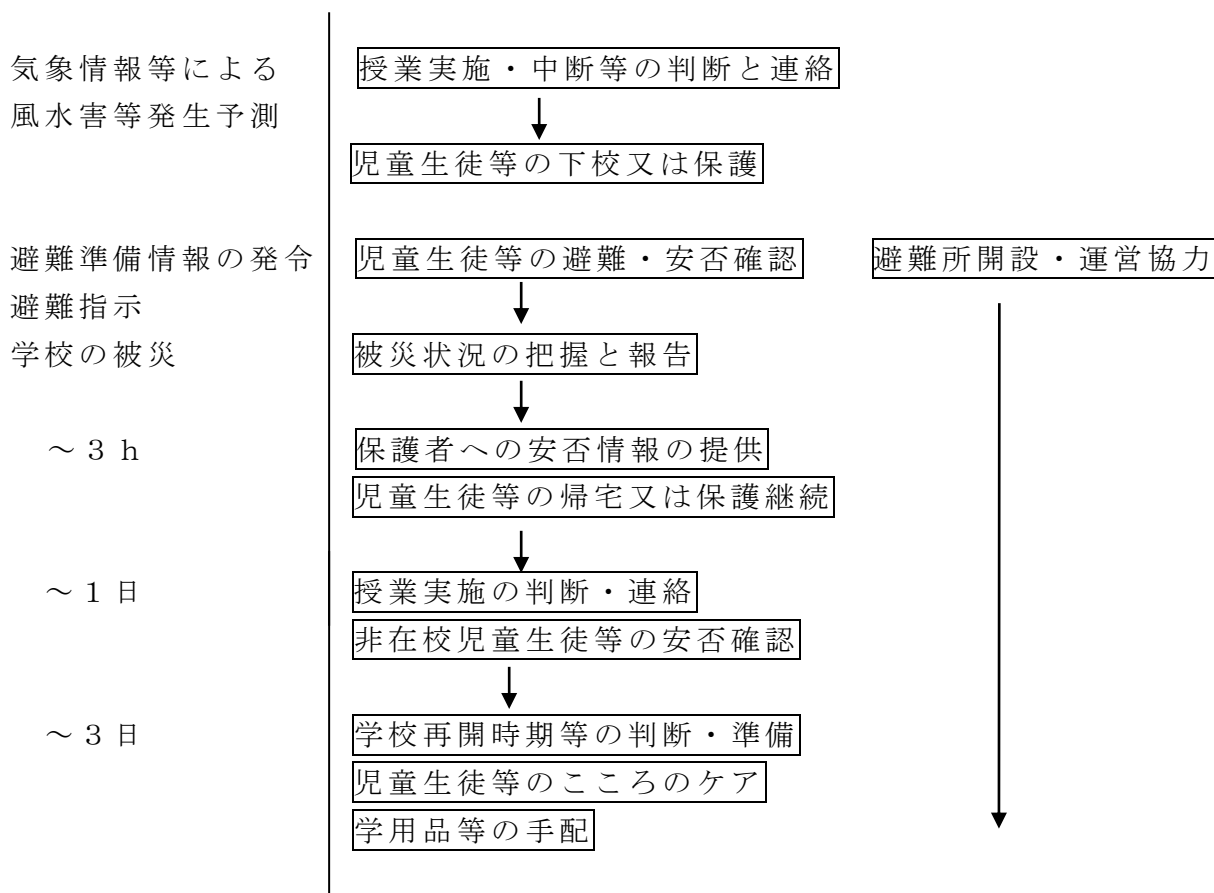 気象情報等による
風水害等発生予測
授業実施・中断等の判断と連絡
児童生徒等の下校又は保護
避難準備情報の発令
避難指示
学校の被災
児童生徒等の避難・安否確認
避難所開設・運営協力
被災状況の把握と報告
～3h
保護者への安否情報の提供
児童生徒等の帰宅又は保護継続
～1日
授業実施の判断・連絡
非在校児童生徒等の安否確認
～3日
学校再開時期等の判断・準備
児童生徒等のこころのケア
学用品等の手配